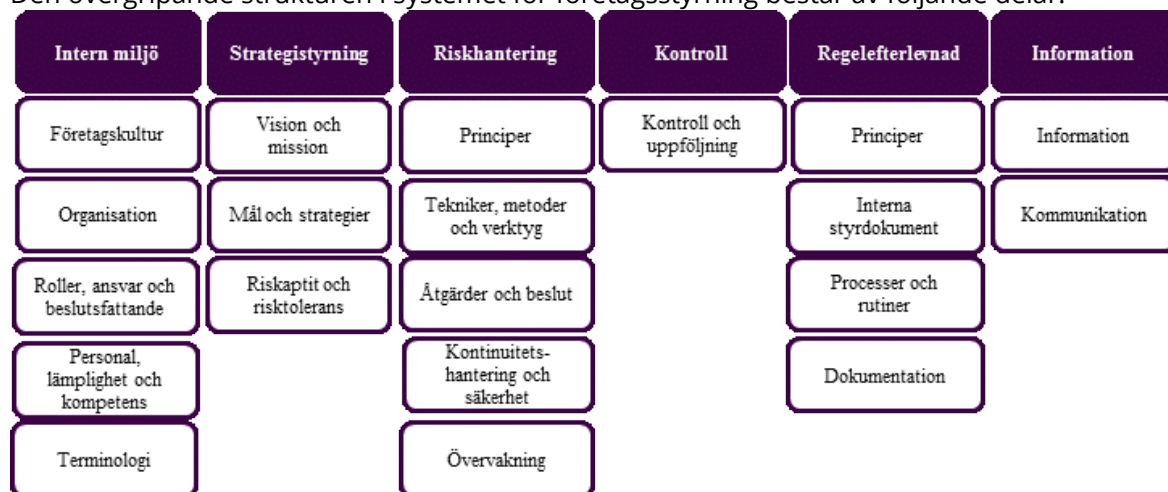 Den övergripande strukturen i systemet för företagsstyrning består av följande delar:
Intern miljö
Strategistyrning
Riskhantering
Kontroll
Regelefterlevnad
Information
Företagskultur
Vision och
mission
Principer
Kontroll och
uppföljning
Principer
Information
Organisation
Mål och strategier
Tekniker, metoder
och verktyg
Interna
styrdokument
Kommunikation
Roller, ansvar och
beslutsfattande
Riskaptit och
risktolerans
Åtgärder och beslut
Processer och
rutiner
Personal,
lämplighet och
kompetens
Kontinuitets-
hantering och
säkerhet
Dokumentation
Terminologi
Övervakning